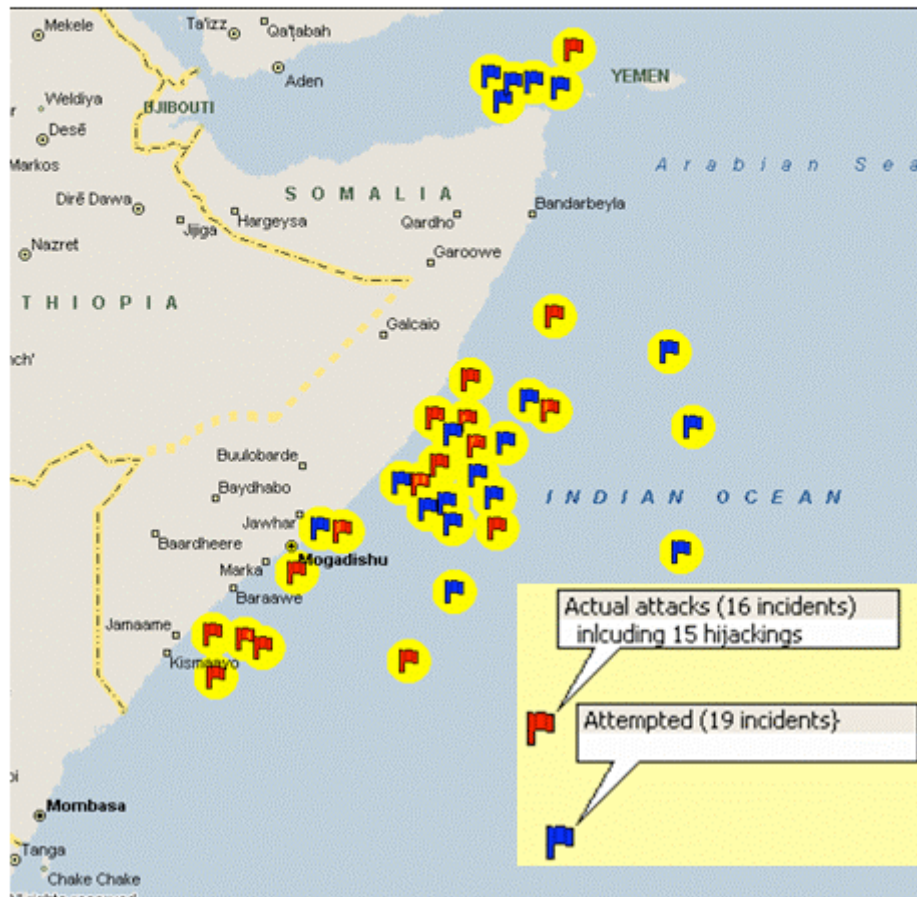 Mekele
Ta'izz
Qa'tabah
Aden
YEMEN
Weldiya
DJIBOUTI
Desē
Markos
Arabian Sea
SOMALIA
Dirē Dawa
Hargeysa
Jijiga
Qardho
Bandarbeyla
Nazret
Garoowe
THIOPIA
Galcaio
nch'
Buulobarde
Baydhabo
INDIAN OCEAN
Jawhar
Baardheere
Mogadishu
Marka
Baraawe
Jamaame
Kismaayo
Actual attacks (16 incidents)
inlcuding 15 hijackings
Attempted (19 incidents}
oi
Mombasa
Tanga
Chake Chake